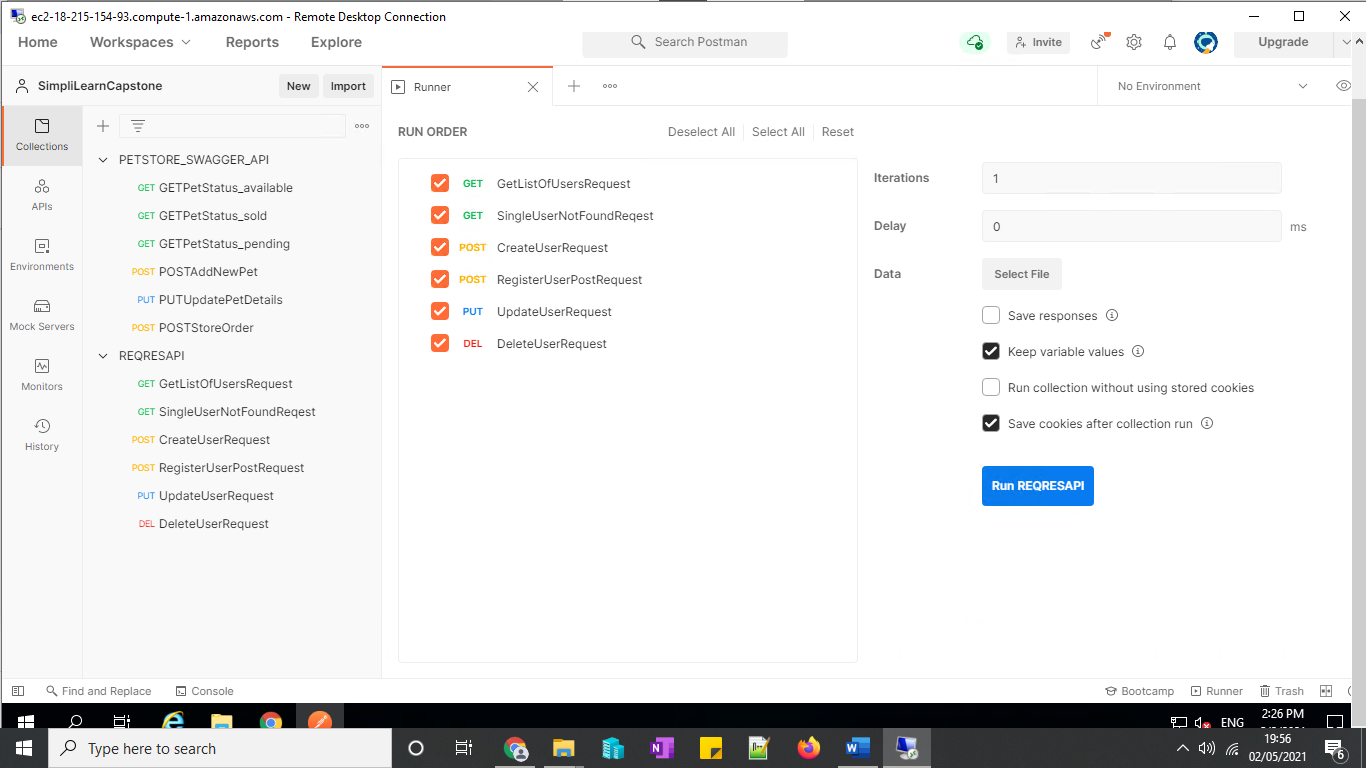 ec2-18-215-154-93.compute-1.amazonaws.com - Remote Desktop Connection
Home Workspaces Reports Explore Search Postman Invite Upgrade
SimpliLearnCapstone New Import Runner No Environment
Collections
APIs
Environments
Mock Servers
Monitors
History
PETSTORE_SWAGGER_API
GET GETPetStatus_available
GET GETPetStatus_sold
GET GETPetStatus_pending
POST POSTAddNewPet
PUT PUTUpdatePetDetails
POST POSTStoreOrder
REQRESAPI
GET GetListOfUsersRequest
GET SingleUserNotFoundReqest
POST CreateUserRequest
POST RegisterUserPostRequest
PUT UpdateUserRequest
DEL DeleteUserRequest
RUN ORDER Deselect All Select All Reset
GET GetListOfUsersRequest
GET SingleUserNotFoundReqest
POST CreateUserRequest
POST RegisterUserPostRequest
PUT UpdateUserRequest
DEL DeleteUserRequest
Iterations 1
Delay 0 ms
Data Select File
Save responses
Keep variable values
Run collection without using stored cookies
Save cookies after collection run
Run REQRESAPI
Find and Replace Console Bootcamp Runner Trash
ENG 2:26 PM
Type here to search 19:56
02/05/2021 6